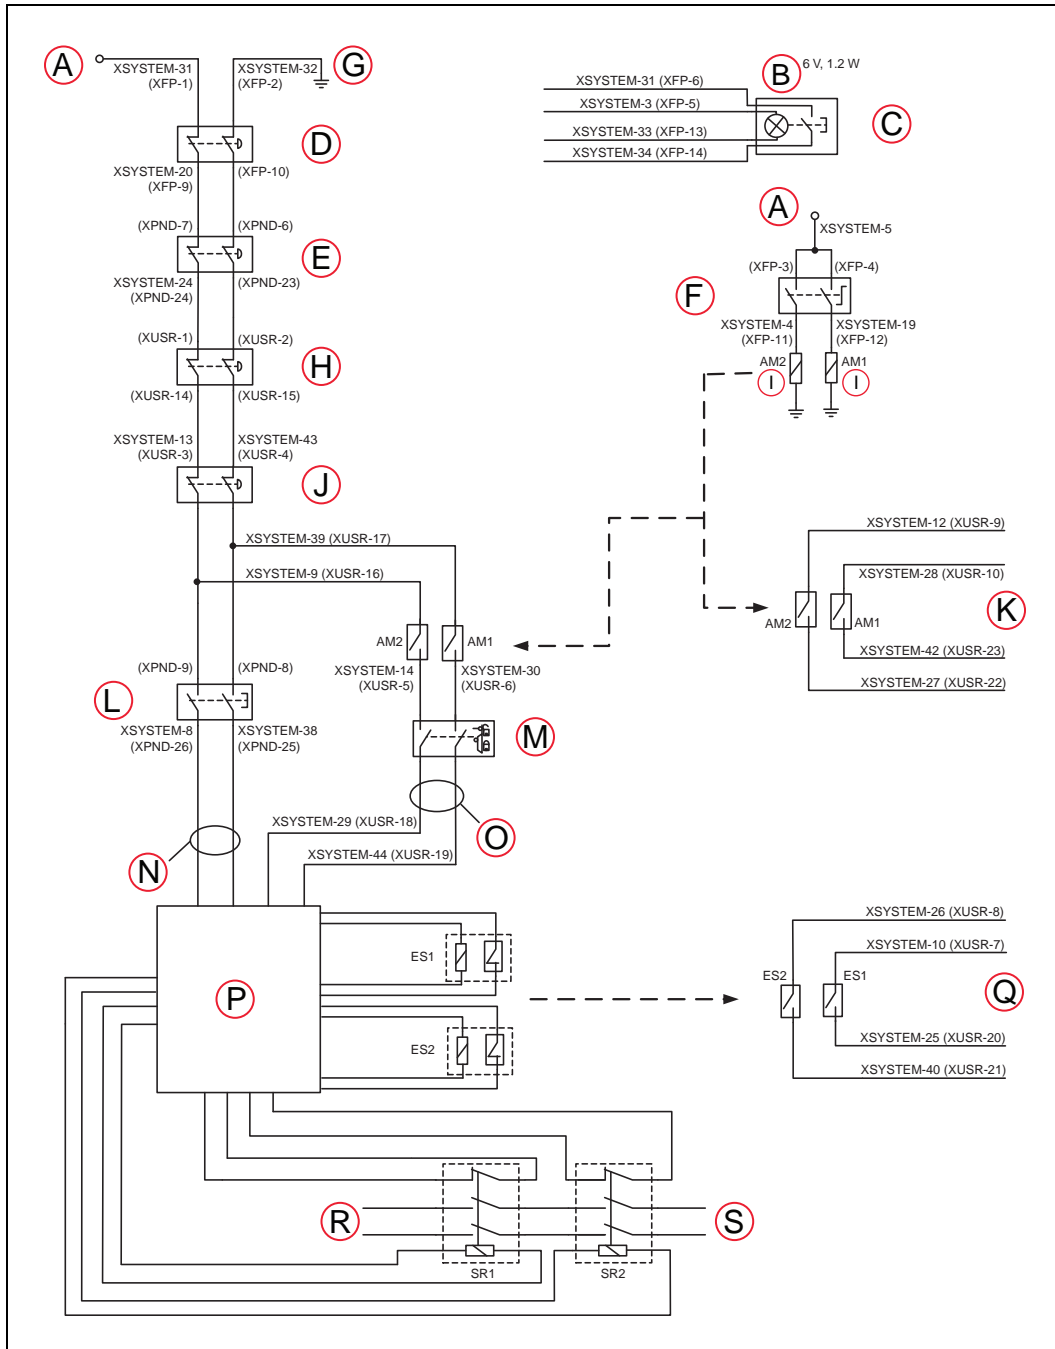 A
XSYSTEM-31
(XFP-1)
XSYSTEM-32
(XFP-2)
G
B
6 V, 1.2 W
XSYSTEM-31 (XFP-6)
XSYSTEM-3 (XFP-5)
XSYSTEM-33 (XFP-13)
XSYSTEM-34 (XFP-14)
C
D
XSYSTEM-20
(XFP-9)
(XFP-10)
A
XSYSTEM-5
(XPND-7)
(XPND-6)
E
XSYSTEM-24
(XPND-24)
(XPND-23)
(XFP-3)
(XFP-4)
F
XSYSTEM-4
(XFP-11)
XSYSTEM-19
(XFP-12)
AM2
I
AM1
I
(XUSR-1)
(XUSR-2)
H
(XUSR-14)
(XUSR-15)
XSYSTEM-13
(XUSR-3)
XSYSTEM-43
(XUSR-4)
J
XSYSTEM-39 (XUSR-17)
XSYSTEM-9 (XUSR-16)
XSYSTEM-12 (XUSR-9)
XSYSTEM-28 (XUSR-10)
K
AM2
AM1
XSYSTEM-42 (XUSR-23)
XSYSTEM-27 (XUSR-22)
AM2
AM1
XSYSTEM-14
(XUSR-5)
XSYSTEM-30
(XUSR-6)
(XPND-9)
(XPND-8)
L
XSYSTEM-8
(XPND-26)
XSYSTEM-38
(XPND-25)
M
XSYSTEM-29 (XUSR-18)
O
XSYSTEM-44 (XUSR-19)
N
P
ES1
ES2
XSYSTEM-26 (XUSR-8)
XSYSTEM-10 (XUSR-7)
ES2
ES1
Q
XSYSTEM-25 (XUSR-20)
XSYSTEM-40 (XUSR-21)
R
S
SR1
SR2